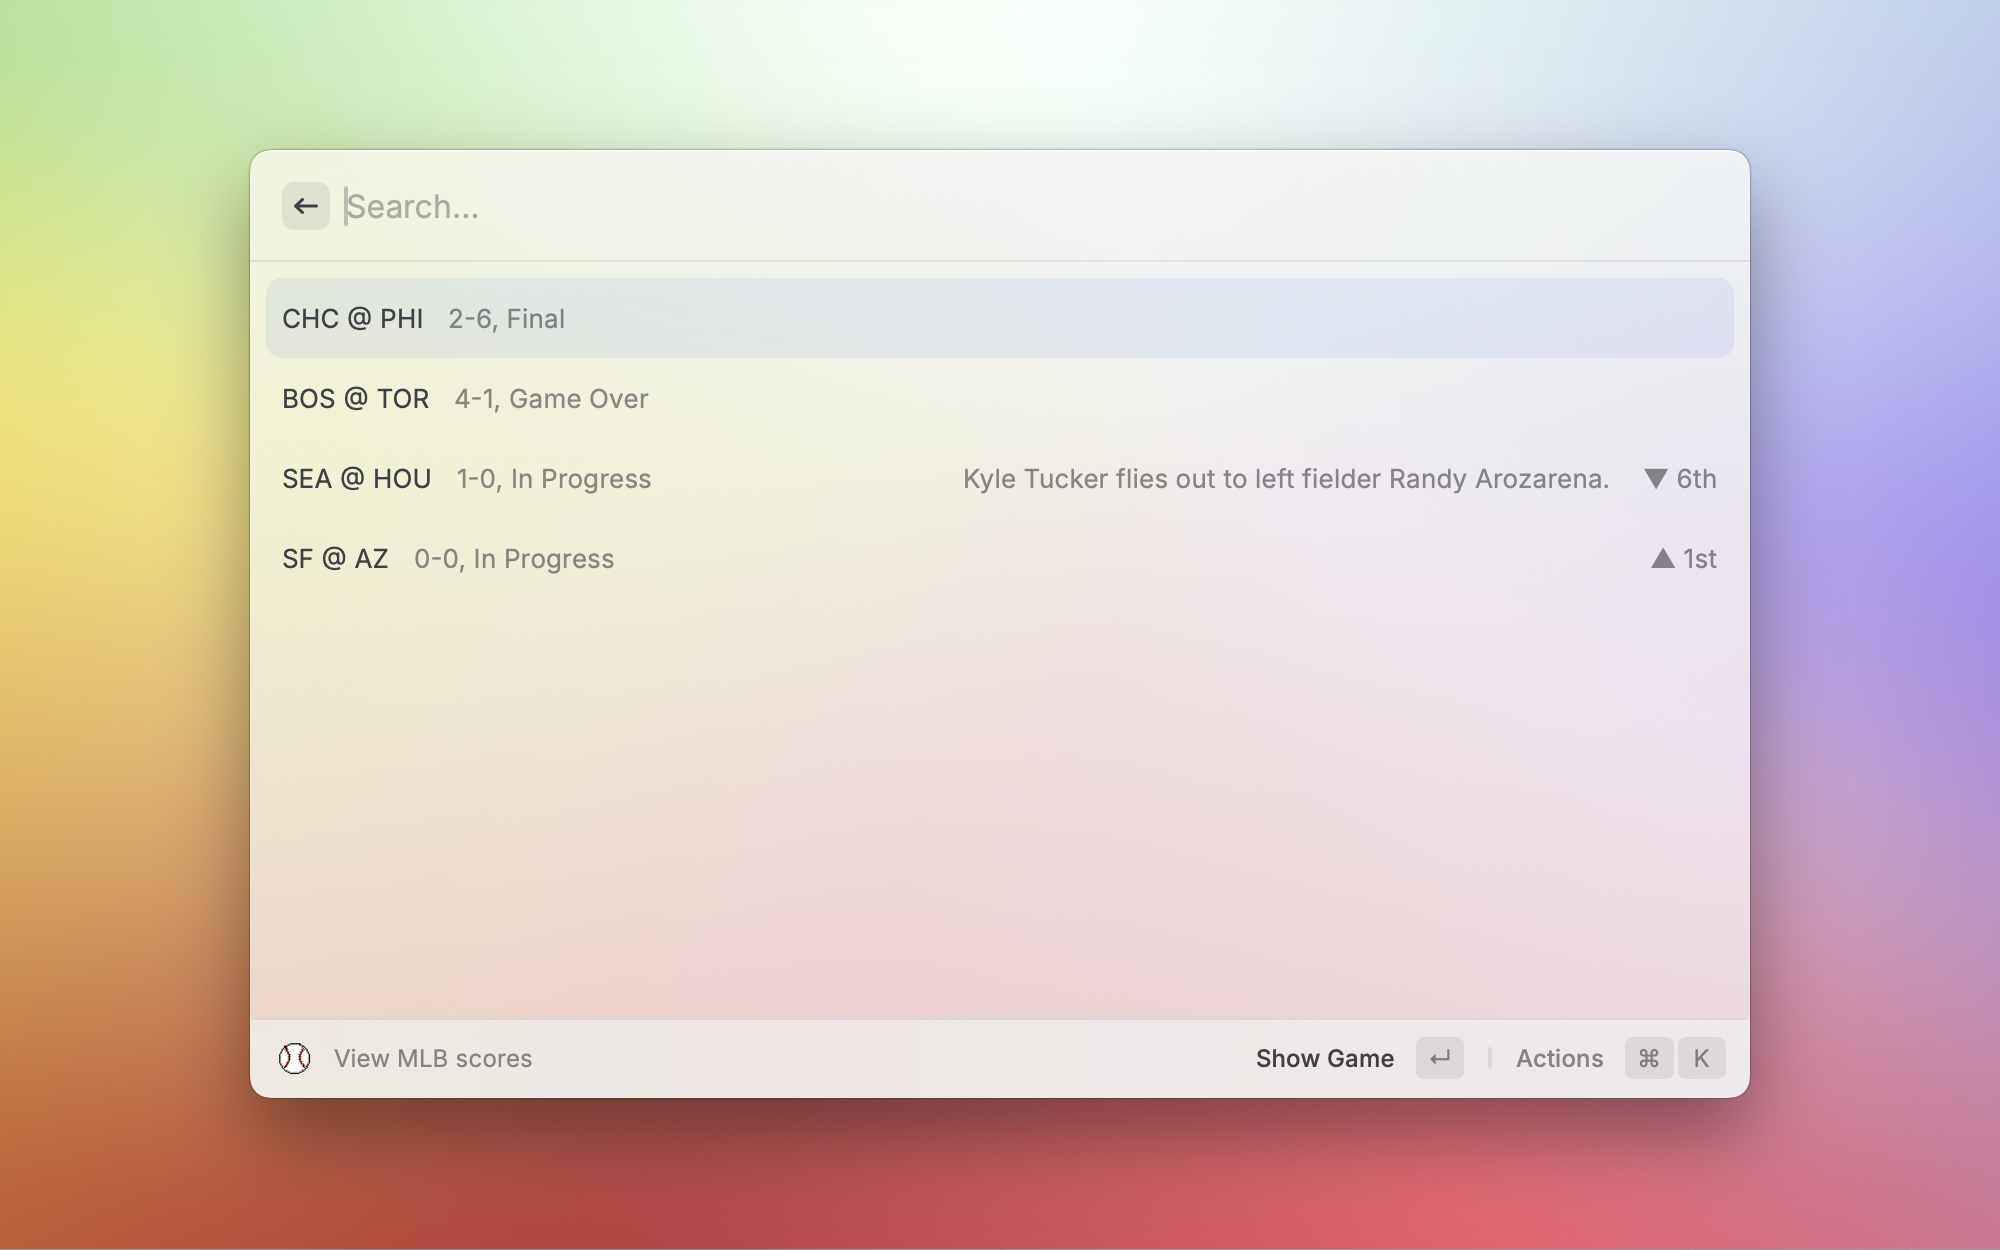 Search...
CHC @ PHI 2-6, Final
BOS @ TOR 4-1, Game Over
SEA @ HOU 1-0, In Progress Kyle Tucker flies out to left fielder Randy Arozarena. ▼ 6th
SF @ AZ 0-0, In Progress ▲ 1st
View MLB scores Show Game ↵ Actions ⌘ K